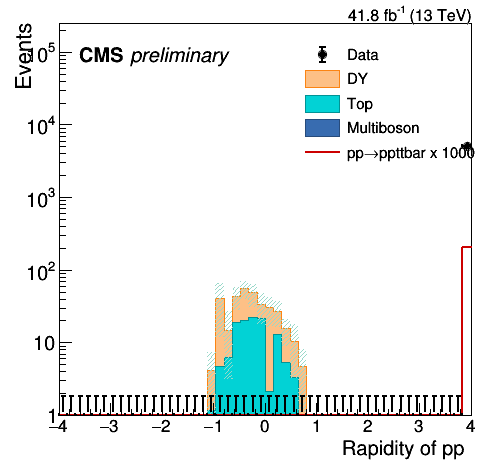 41.8 fb⁻¹ (13 TeV)
Events
CMS preliminary
Data
DY
Top
Multiboson
pp→ppttbar x 1000
10⁵
10⁴
10³
10²
10
1
−4 −3 −2 −1 0 1 2 3 4
Rapidity of pp